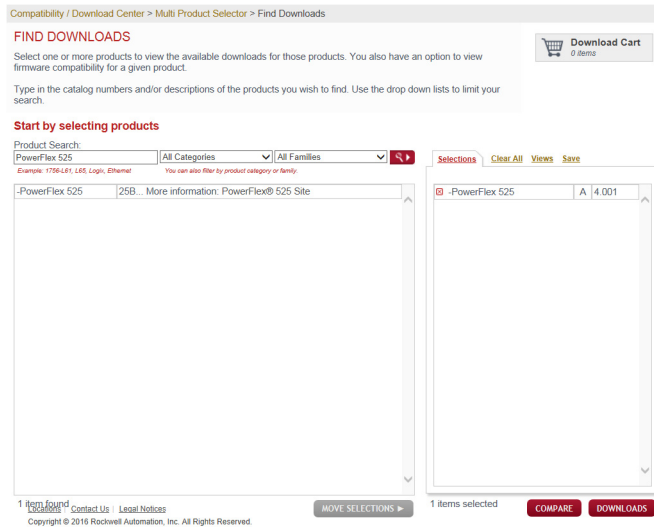 Compatibility / Download Center > Multi Product Selector > Find Downloads
FIND DOWNLOADS
Select one or more products to view the available downloads for those products. You also have an option to view
firmware compatibility for a given product.
Type in the catalog numbers and/or descriptions of the products you wish to find. Use the drop down lists to limit your
search.
Download Cart
0 items
Start by selecting products
Product Search:
PowerFlex 525 All Categories All Families
Example: 1756-L61, L65, Logix, Ethernet You can also filter by product category or family.
Selections Clear All Views Save
-PowerFlex 525 25B... More information: PowerFlex® 525 Site
-PowerFlex 525 A 4.001
1 item found
Locations | Contact Us | Legal Notices
MOVE SELECTIONS
1 items selected
COMPARE DOWNLOADS
Copyright © 2016 Rockwell Automation, Inc. All Rights Reserved.